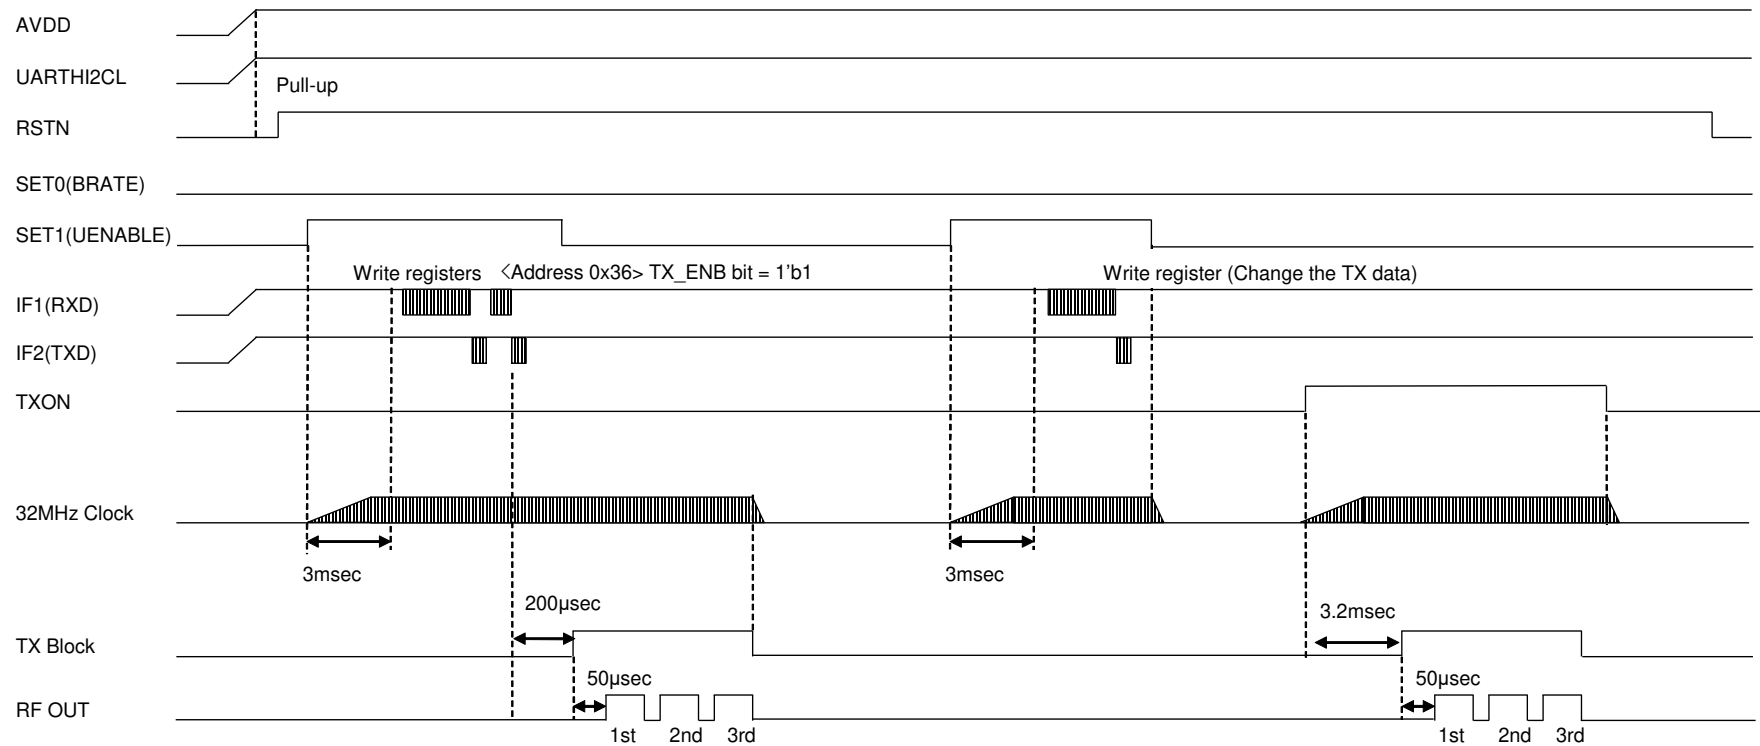 AVDD
UARTHI2CL
Pull-up
RSTN
SET0(BRATE)
SET1(UENABLE)
Write registers <Address 0x36> TX_ENB bit = 1'b1 Write register (Change the TX data)
IF1(RXD)
IF2(TXD)
TXON
32MHz Clock
3msec 3msec
200µsec 3.2msec
TX Block
50µsec 50µsec
RF OUT
1st 2nd 3rd 1st 2nd 3rd